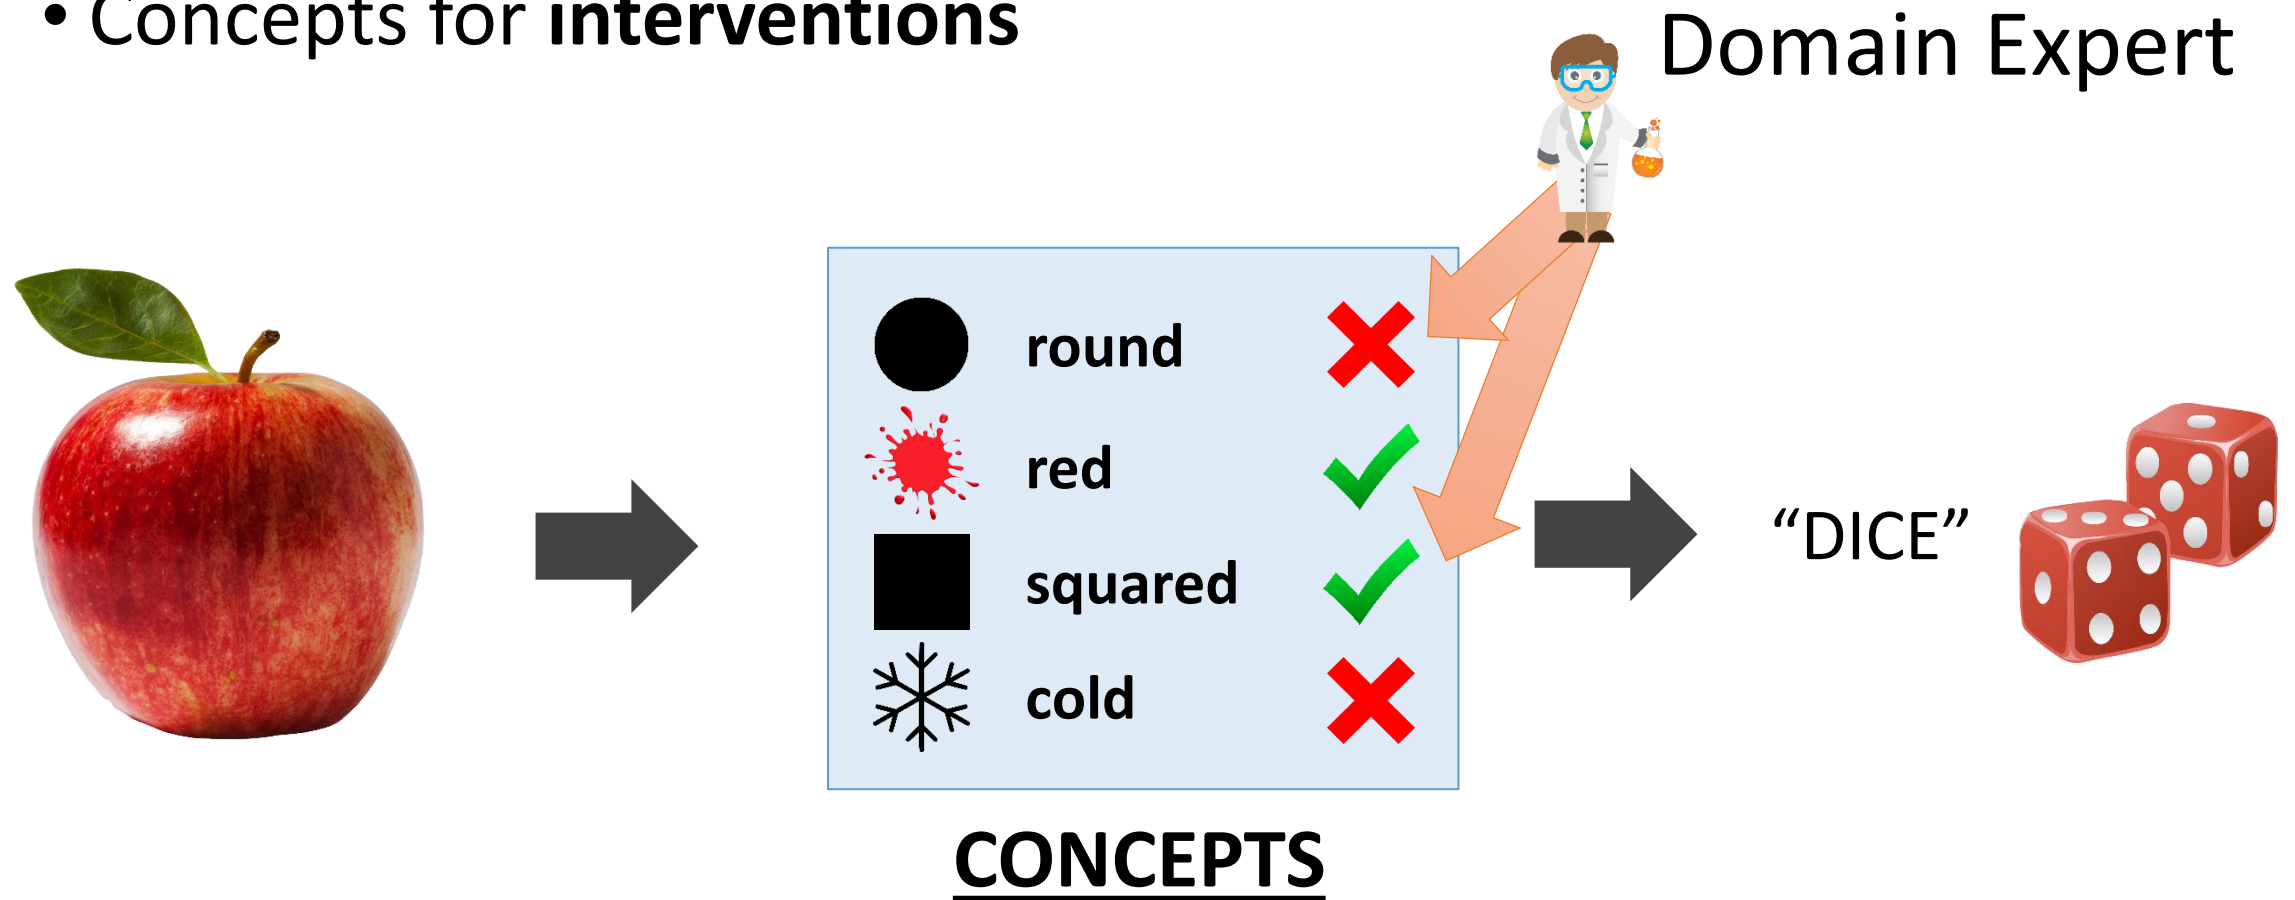 • Concepts for interventions
Domain Expert
round
red
squared
cold
“DICE”
CONCEPTS